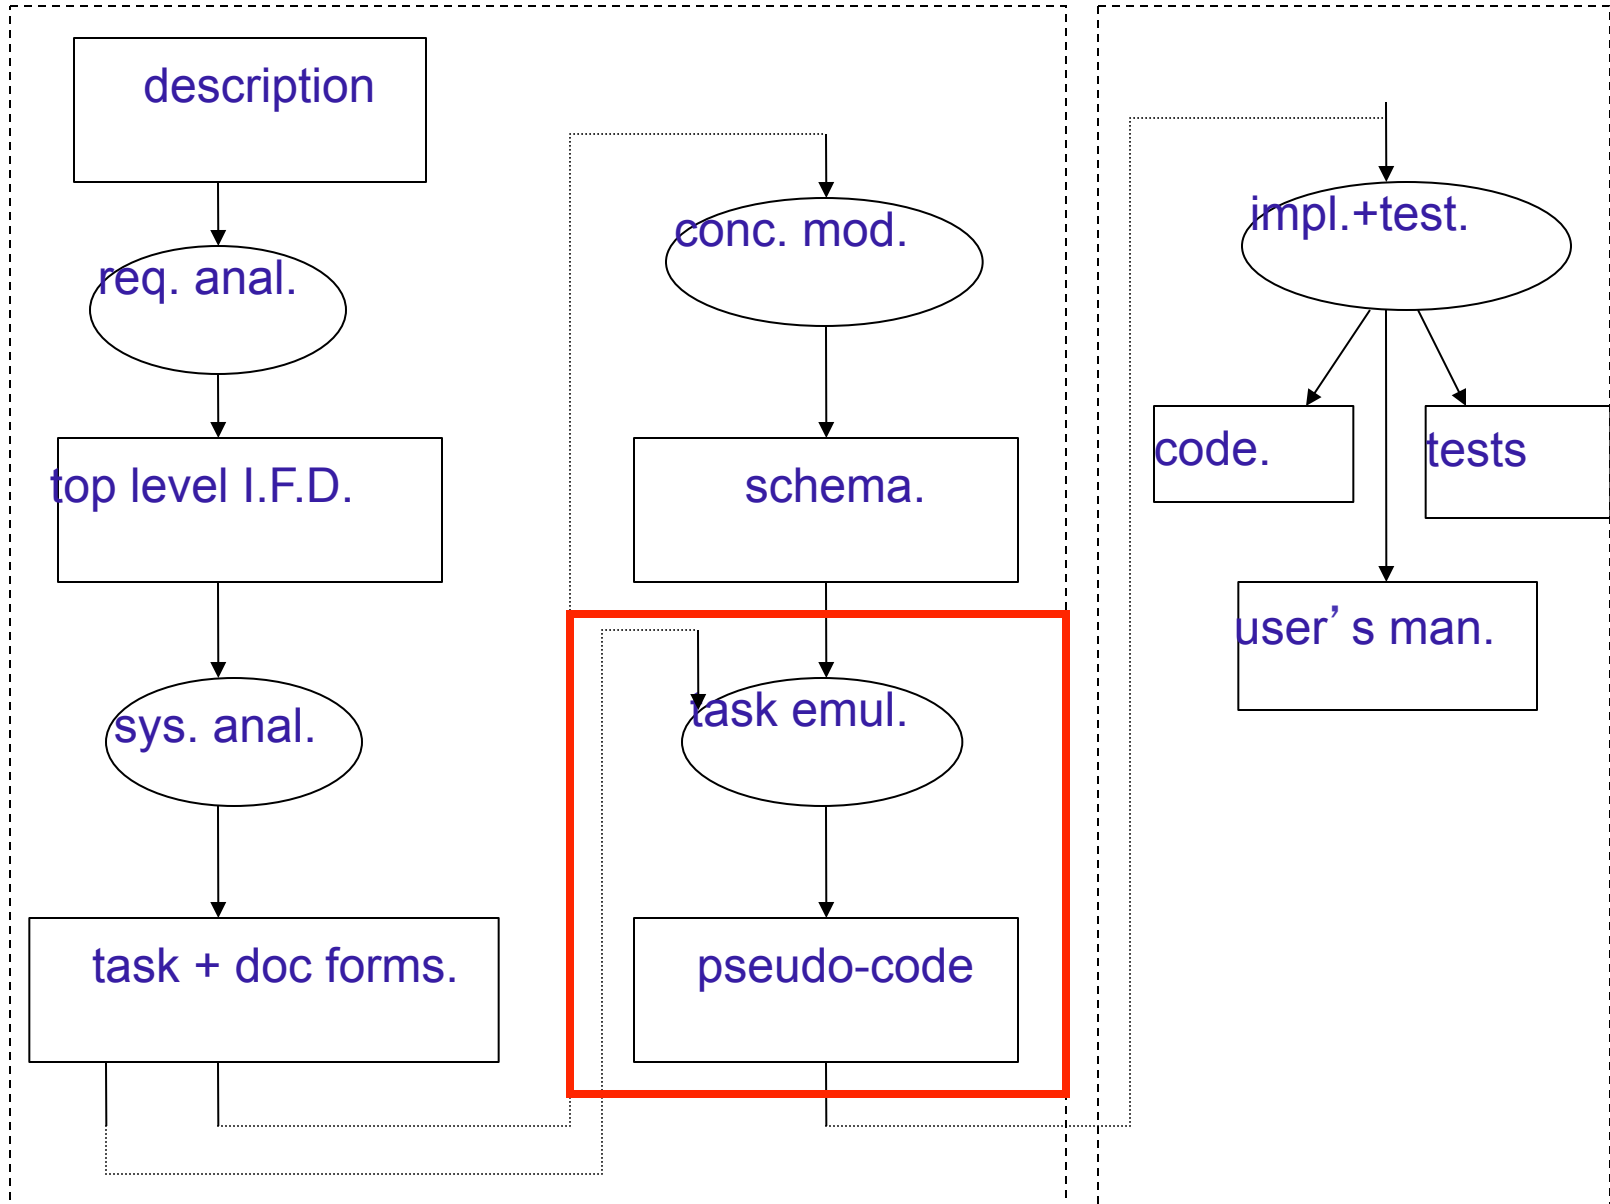 description
req. anal.
top level I.F.D.
sys. anal.
task + doc forms.
conc. mod.
schema.
task emul.
pseudo-code
impl.+test.
code.
tests
user’s man.